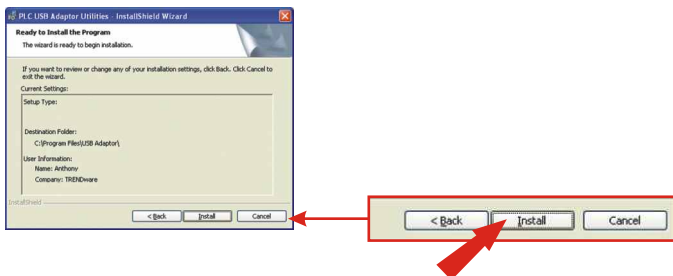 PLC USB Adaptor Utilities - InstallShield Wizard
Ready to Install the Program
The wizard is ready to begin installation.
If you want to review or change any of your installation settings, click Back. Click Cancel to
exit the wizard.
Current Settings:
Setup Type:
Destination Folder:
C:\Program Files\USB Adaptor\
User Information:
Name: Anthony
Company: TRENDware
InstallShield
< Back Install Cancel
< Back Install Cancel